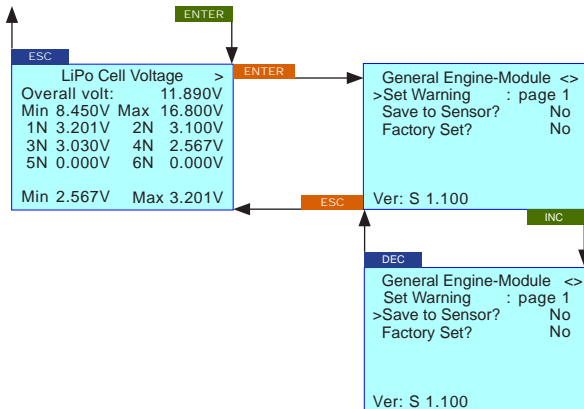 ENTER
ESC
LiPo Cell Voltage >
Overall volt: 11.890V
Min 8.450V Max 16.800V
1N 3.201V 2N 3.100V
3N 3.030V 4N 2.567V
5N 0.000V 6N 0.000V
Min 2.567V Max 3.201V
ENTER
General Engine-Module <>
>Set Warning : page 1
Save to Sensor? No
Factory Set? No
Ver: S 1.100
ESC
INC
DEC
General Engine-Module <>
Set Warning : page 1
>Save to Sensor? No
Factory Set? No
Ver: S 1.100